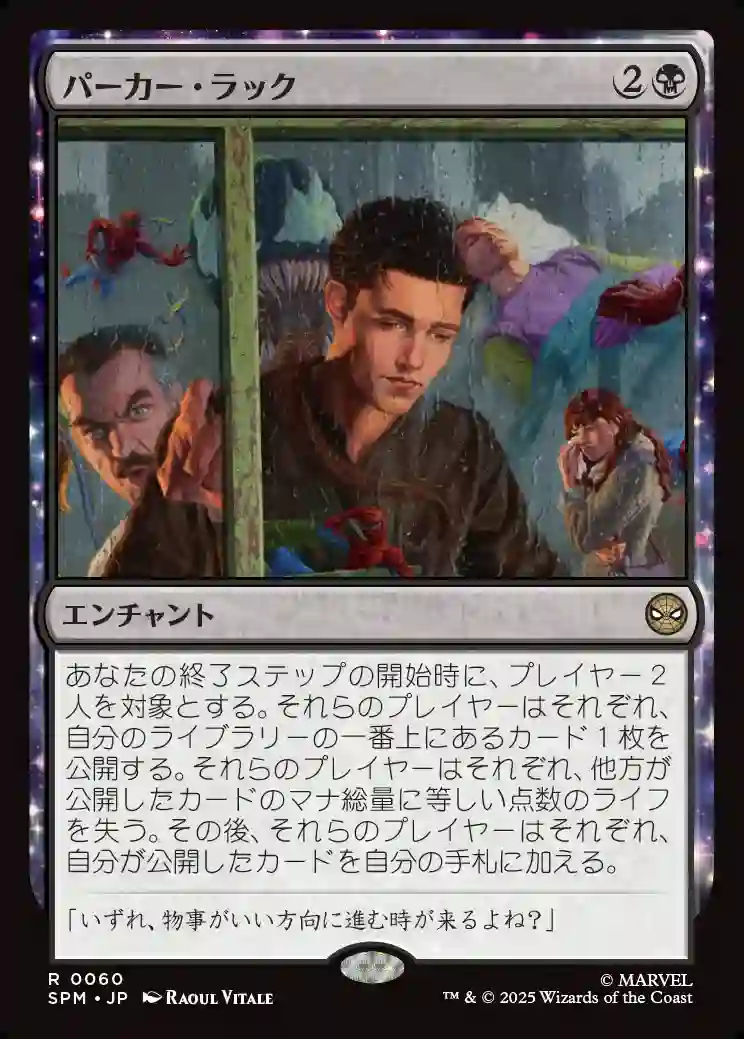 パーカー・ラック 2
エンチャント
あなたの終了ステップの開始時に、プレイヤー2
人を対象とする。それらのプレイヤーはそれぞれ、
自分のライブラリーの一番上にあるカード1枚を
公開する。それらのプレイヤーはそれぞれ、他方が
公開したカードのマナ総量に等しい点数のライフ
を失う。その後、それらのプレイヤーはそれぞれ、
自分が公開したカードを自分の手札に加える。
「いずれ、物事がいい方向に進む時が来るよね?」
R 0060
SPM • JP RAOUL VITALE
© MARVEL
™ & © 2025 Wizards of the Coast